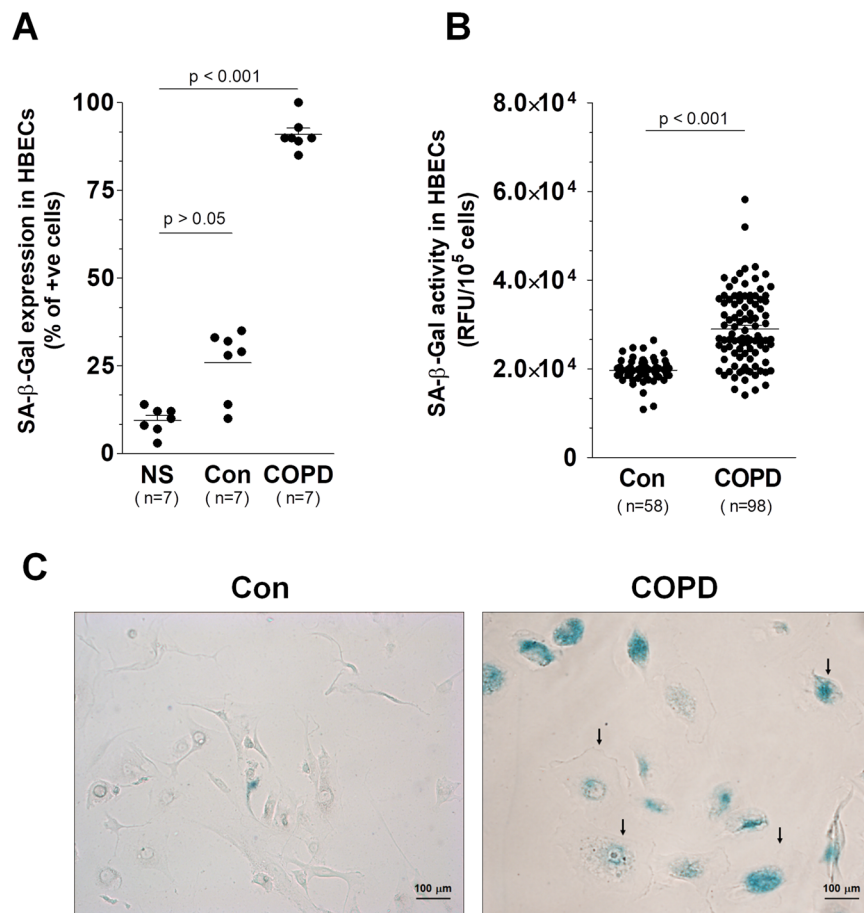 A
SA-β-Gal expression in HBECs
(% of +ve cells)
100
75
50
25
0
p < 0.001
p > 0.05
NS
Con
COPD
( n=7)
( n=7)
( n=7)
B
SA-β-Gal activity in HBECs
(RFU/10⁵ cells)
8.0×10⁴
6.0×10⁴
4.0×10⁴
2.0×10⁴
0
p < 0.001
Con
COPD
(n=58)
(n=98)
C
Con
COPD
100 μm
100 μm